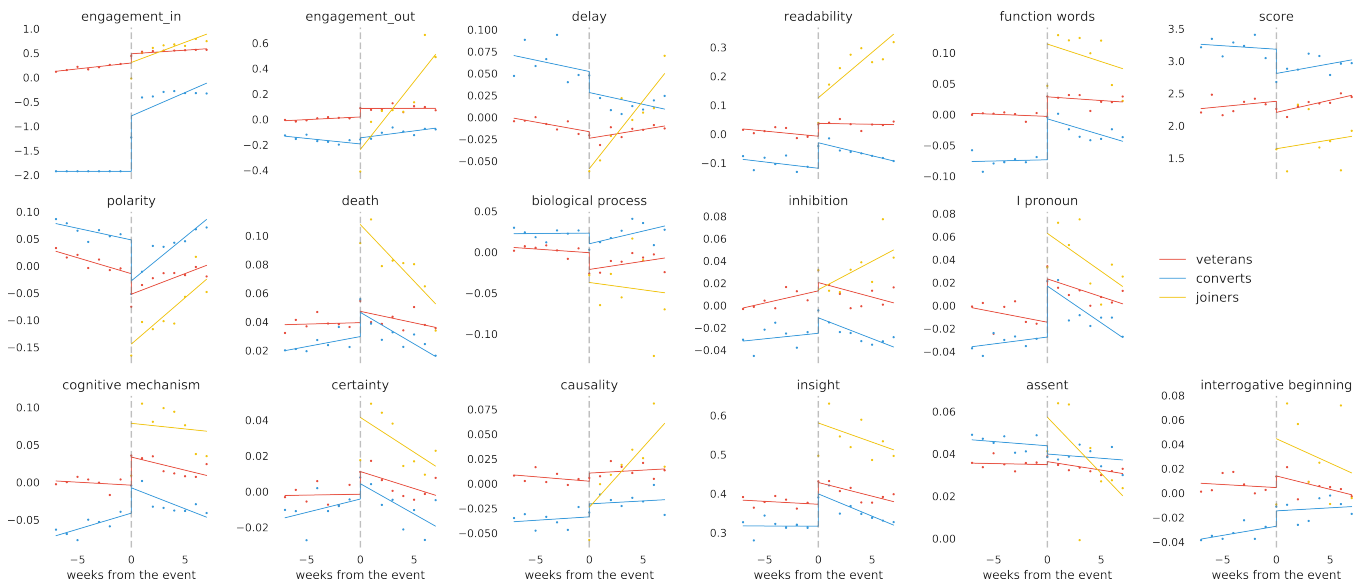 engagement_in
1.0
0.5
0.0
−0.5
−1.0
−1.5
−2.0
engagement_out
0.6
0.4
0.2
0.0
−0.2
−0.4
delay
0.100
0.075
0.050
0.025
0.000
−0.025
−0.050
readability
0.3
0.2
0.1
0.0
−0.1
function words
0.10
0.05
0.00
−0.05
−0.10
score
3.5
3.0
2.5
2.0
1.5
polarity
0.10
0.05
0.00
−0.05
−0.10
−0.15
death
0.10
0.08
0.06
0.04
0.02
biological process
0.05
0.00
−0.05
−0.10
inhibition
0.08
0.06
0.04
0.02
0.00
−0.02
−0.04
I pronoun
0.08
0.06
0.04
0.02
0.00
−0.02
−0.04
veterans
converts
joiners
cognitive mechanism
0.10
0.05
0.00
−0.05
−5 0 5
weeks from the event
certainty
0.04
0.02
0.00
−0.02
−5 0 5
weeks from the event
causality
0.075
0.050
0.025
0.000
−0.025
−0.050
−5 0 5
weeks from the event
insight
0.6
0.5
0.4
0.3
−5 0 5
weeks from the event
assent
0.06
0.04
0.02
0.00
−5 0 5
weeks from the event
interrogative beginning
0.08
0.06
0.04
0.02
0.00
−0.02
−0.04
−5 0 5
weeks from the event